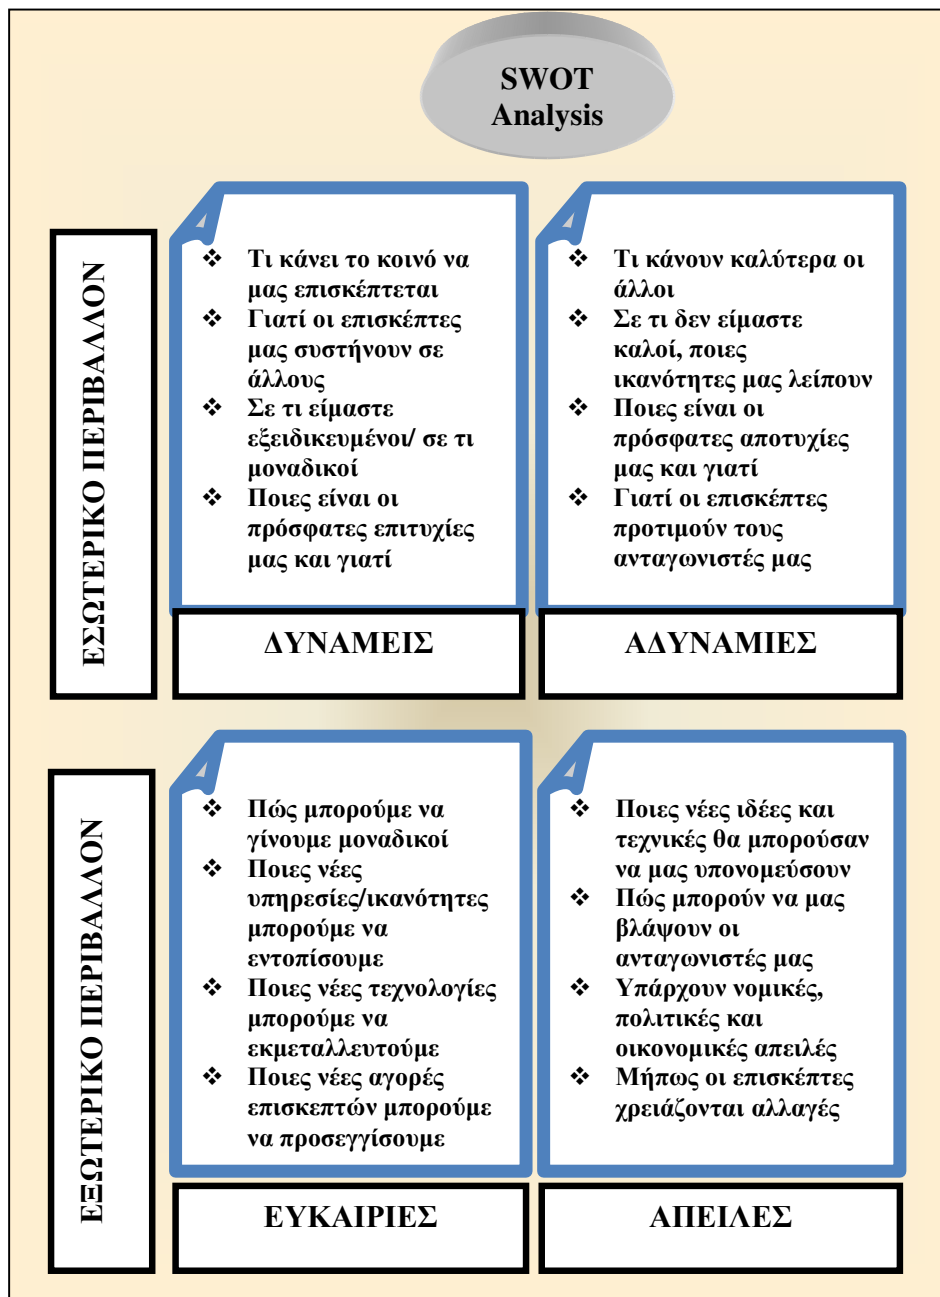 SWOT
Analysis
ΕΣΩΤΕΡΙΚΟ ΠΕΡΙΒΑΛΛΟΝ
❖ Τι κάνει το κοινό να
μας επισκέπτεται
❖ Γιατί οι επισκέπτες
μας συστήνουν σε
άλλους
❖ Σε τι είμαστε
εξειδικευμένοι/ σε τι
μοναδικοί
❖ Ποιες είναι οι
πρόσφατες επιτυχίες
μας και γιατί
ΔΥΝΑΜΕΙΣ
❖ Τι κάνουν καλύτερα οι
άλλοι
❖ Σε τι δεν είμαστε
καλοί, ποιες
ικανότητες μας λείπουν
❖ Ποιες είναι οι
πρόσφατες αποτυχίες
μας και γιατί
❖ Γιατί οι επισκέπτες
προτιμούν τους
ανταγωνιστές μας
ΑΔΥΝΑΜΙΕΣ
ΕΞΩΤΕΡΙΚΟ ΠΕΡΙΒΑΛΛΟΝ
❖ Πώς μπορούμε να
γίνουμε μοναδικοί
❖ Ποιες νέες
υπηρεσίες/ικανότητες
μπορούμε να
εντοπίσουμε
❖ Ποιες νέες τεχνολογίες
μπορούμε να
εκμεταλλευτούμε
❖ Ποιες νέες αγορές
επισκεπτών μπορούμε
να προσεγγίσουμε
ΕΥΚΑΙΡΙΕΣ
❖ Ποιες νέες ιδέες και
τεχνικές θα μπορούσαν
να μας υπονομεύσουν
❖ Πώς μπορούν να μας
βλάψουν οι
ανταγωνιστές μας
❖ Υπάρχουν νομικές,
πολιτικές και
οικονομικές απειλές
❖ Μήπως οι επισκέπτες
χρειάζονται αλλαγές
ΑΠΕΙΛΕΣ